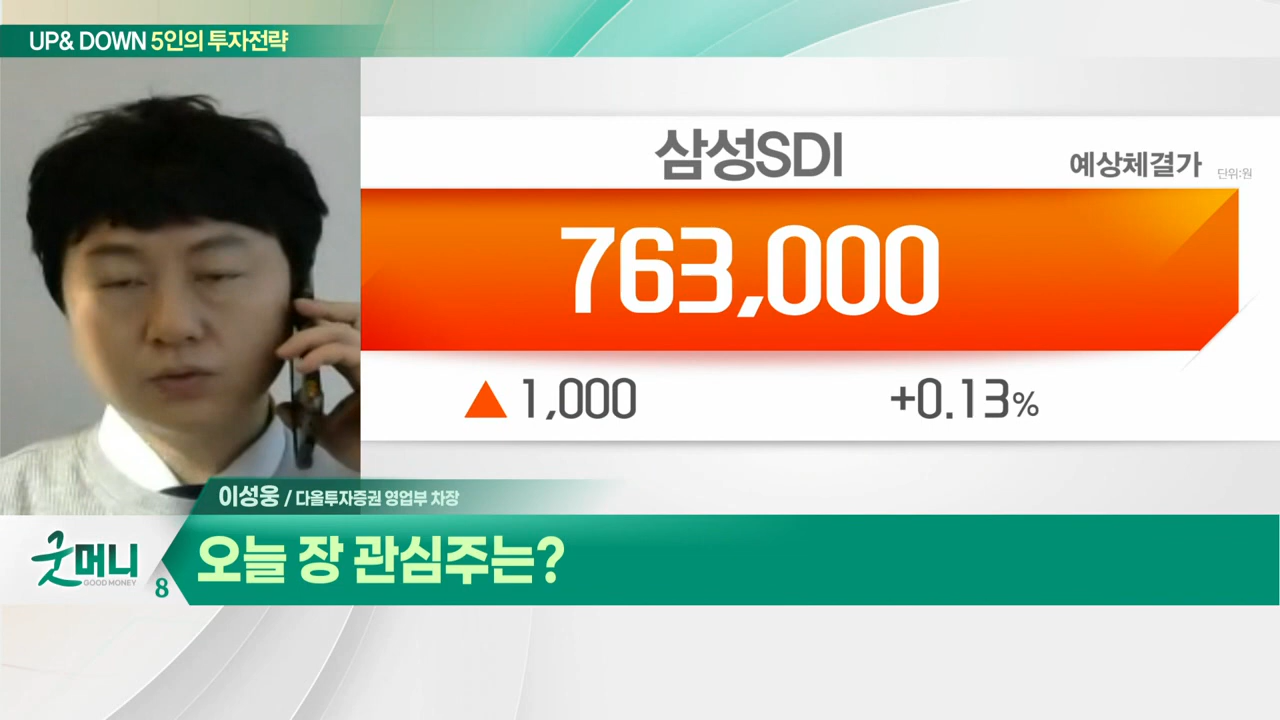 UP& DOWN 5인의 투자전략
삼성SDI
예상체결가 단위:원
763,000
▲ 1,000 +0.13%
이성웅 / 다올투자증권 영업부 차장
굿머니
GOOD MONEY
8
오늘 장 관심주는?